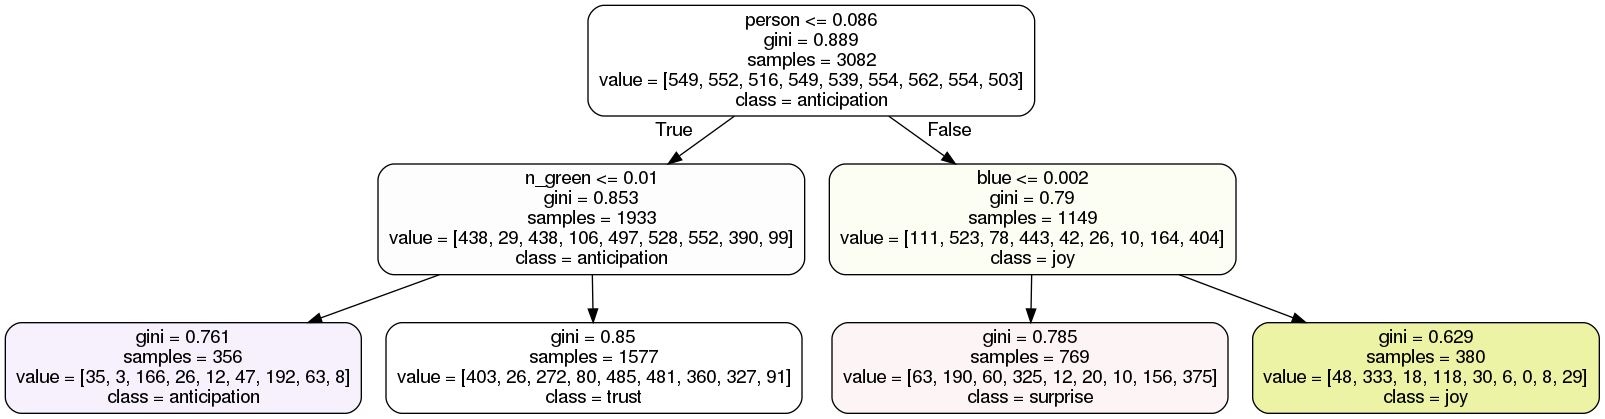 person <= 0.086
gini = 0.889
samples = 3082
value = [549, 552, 516, 549, 539, 554, 562, 554, 503]
class = anticipation
True
False
n_green <= 0.01
gini = 0.853
samples = 1933
value = [438, 29, 438, 106, 497, 528, 552, 390, 99]
class = anticipation
blue <= 0.002
gini = 0.79
samples = 1149
value = [111, 523, 78, 443, 42, 26, 10, 164, 404]
class = joy
gini = 0.761
samples = 356
value = [35, 3, 166, 26, 12, 47, 192, 63, 8]
class = anticipation
gini = 0.85
samples = 1577
value = [403, 26, 272, 80, 485, 481, 360, 327, 91]
class = trust
gini = 0.785
samples = 769
value = [63, 190, 60, 325, 12, 20, 10, 156, 375]
class = surprise
gini = 0.629
samples = 380
value = [48, 333, 18, 118, 30, 6, 0, 8, 29]
class = joy